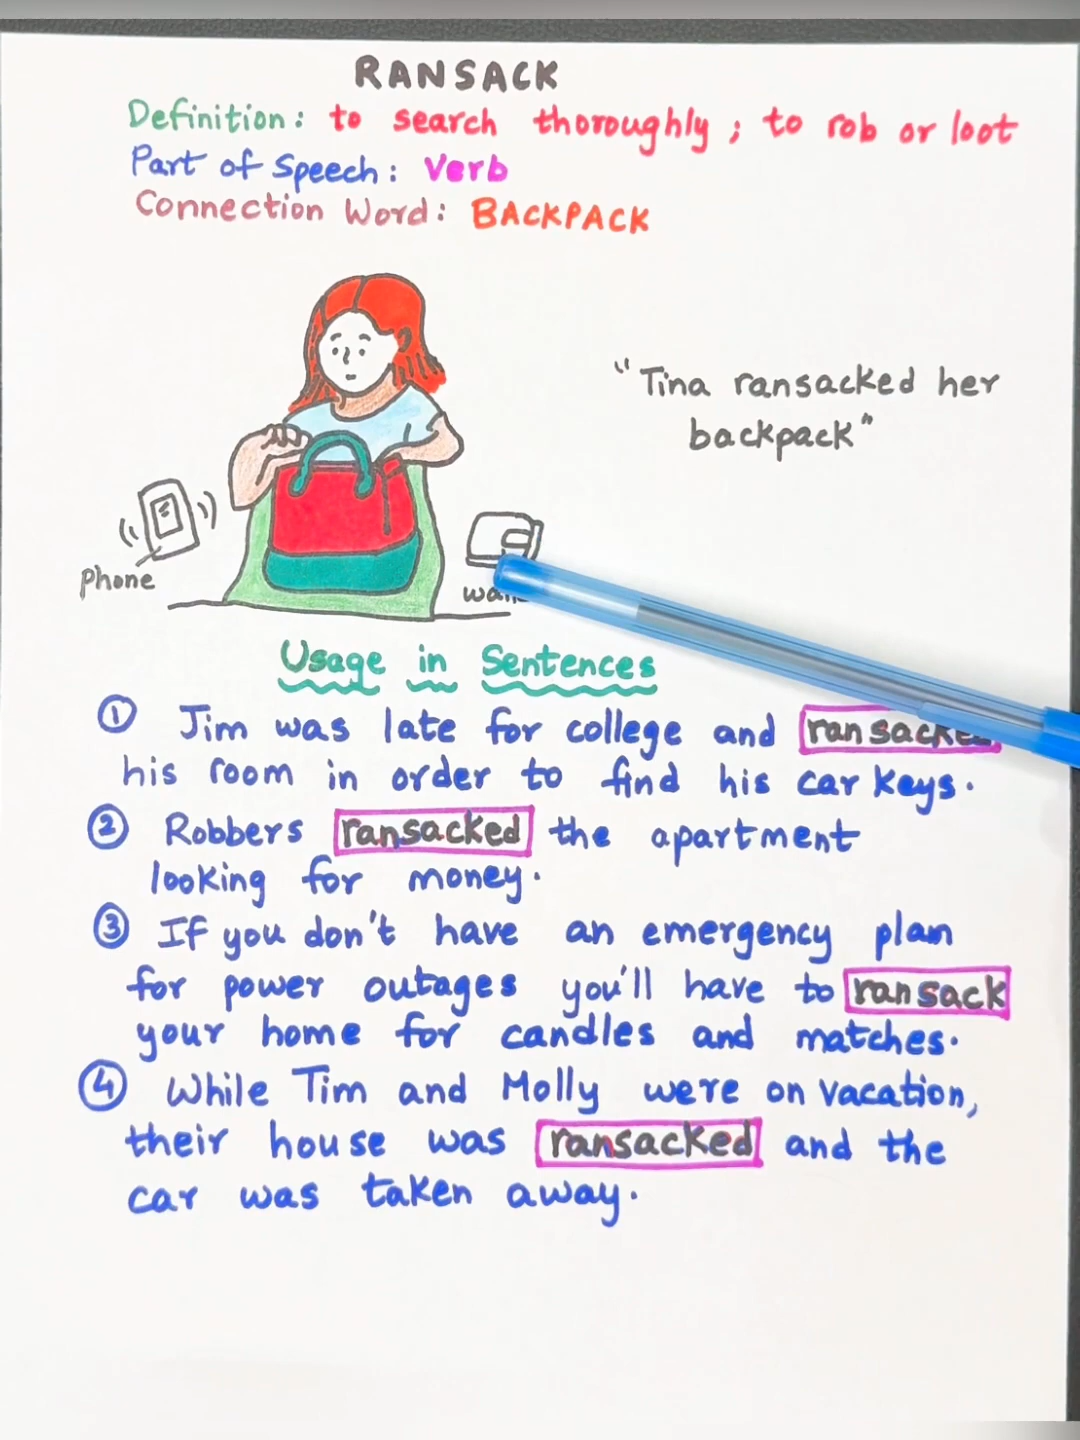 RANSACK
Definition: to search thoroughly; to rob or loot
Part of Speech: Verb
Connection Word: BACKPACK
"Tina ransacked her
backpack"
Phone
Usage in Sentences
① Jim was late for college and ransacked
his room in order to find his car keys.
② Robbers ransacked the apartment
looking for money.
③ If you don't have an emergency plan
for power outages you'll have to ransack
your home for candles and matches.
④ While Tim and Molly were on vacation,
their house was ransacked and the
car was taken away.